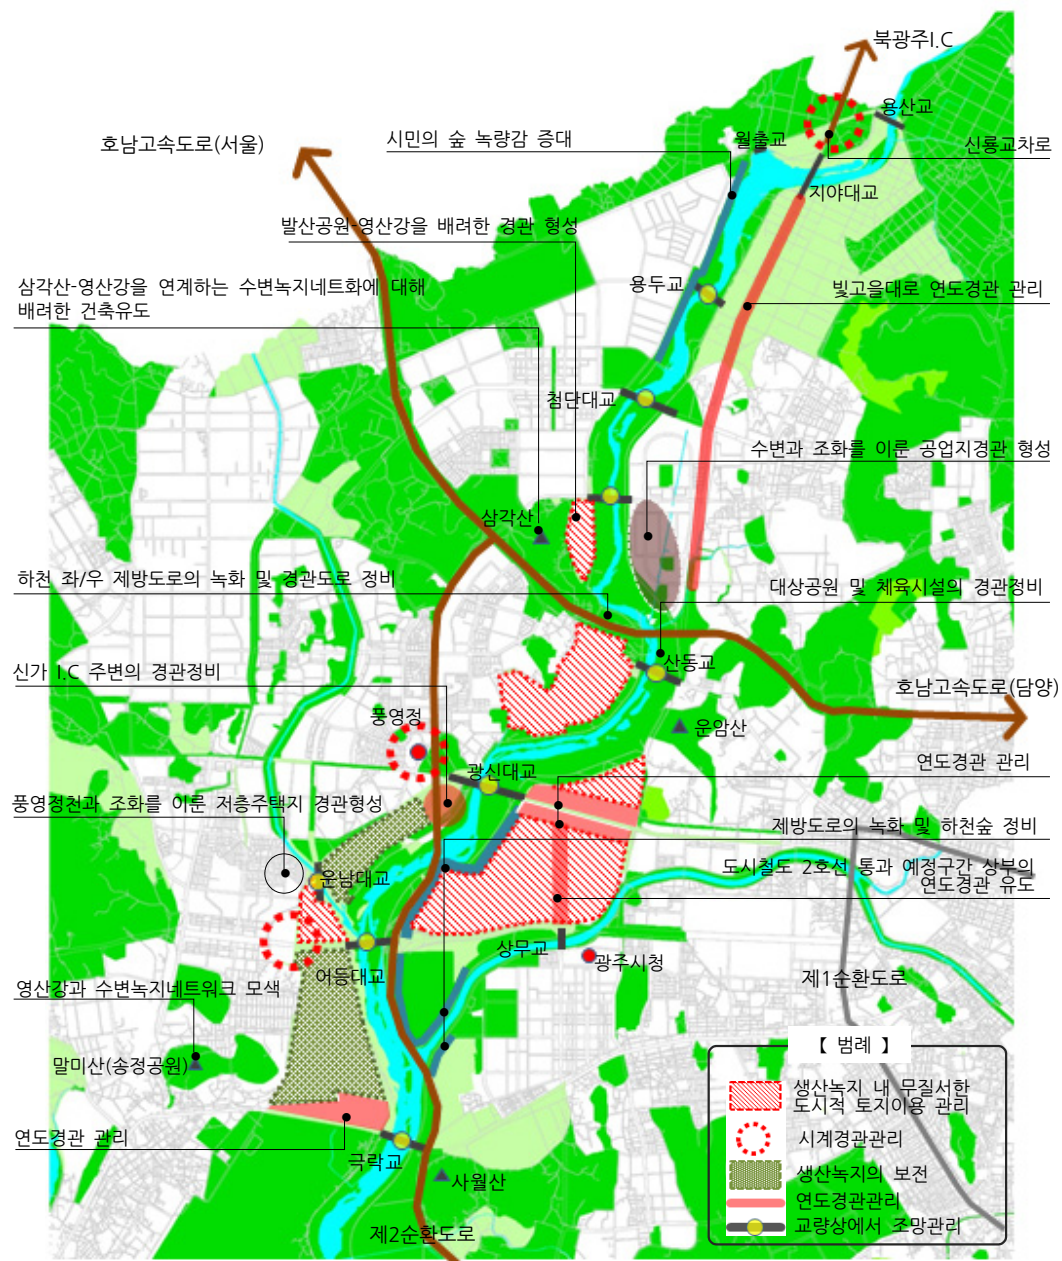 북광주I.C
용산교
호남고속도로(서울)
시민의 숲 녹량감 증대
월출교
신룡교차로
지야대교
발산공원-영산강을 배려한 경관 형성
용두교
삼각산-영산강을 연계하는 수변녹지네트화에 대해
배려한 건축유도
빛고을대로 연도경관 관리
첨단대교
수변과 조화를 이룬 공업지경관 형성
삼각산
하천 좌/우 제방도로의 녹화 및 경관도로 정비
대상공원 및 체육시설의 경관정비
산동교
신가 I.C 주변의 경관정비
호남고속도로(담양)
풍영정
운암산
광신대교
연도경관 관리
풍영정천과 조화를 이룬 저층주택지 경관형성
제방도로의 녹화 및 하천숲 정비
운남대교
도시철도 2호선 통과 예정구간 상부의
연도경관 유도
상무교
광주시청
어등대교
제1순환도로
영산강과 수변녹지네트워크 모색
말미산(송정공원)
연도경관 관리
극락교
사월산
제2순환도로
【 범례 】
생산녹지 내 무질서한
도시적 토지이용 관리
시계경관관리
생산녹지의 보전
연도경관관리
교량상에서 조망관리